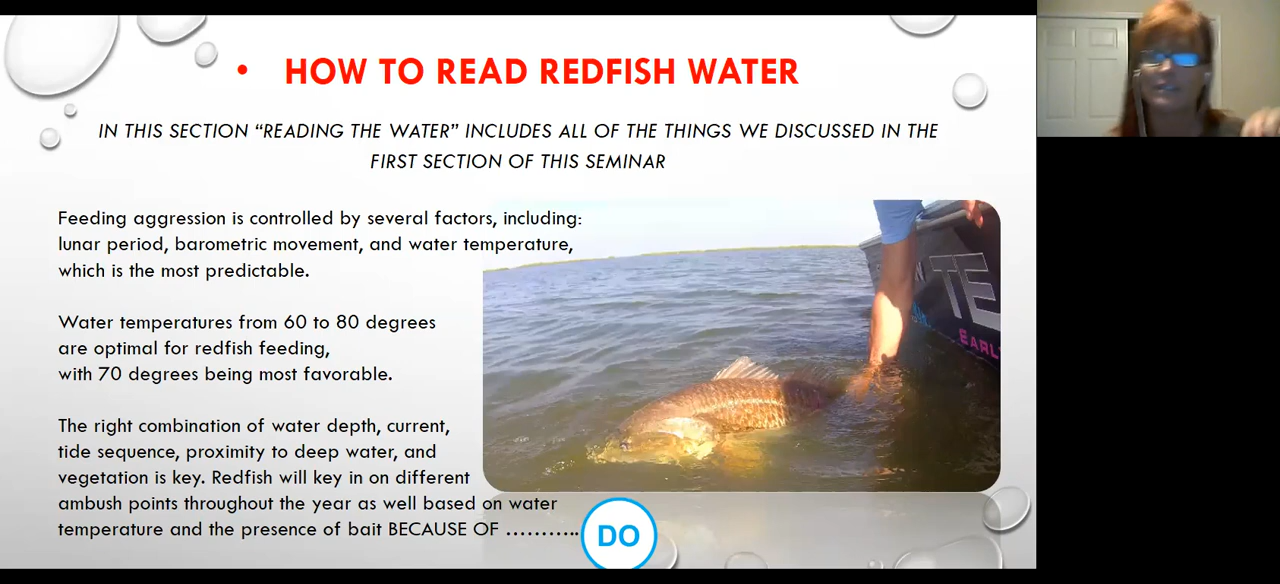 • HOW TO READ REDFISH WATER
IN THIS SECTION “READING THE WATER” INCLUDES ALL OF THE THINGS WE DISCUSSED IN THE
FIRST SECTION OF THIS SEMINAR
Feeding aggression is controlled by several factors, including:
lunar period, barometric movement, and water temperature,
which is the most predictable.
Water temperatures from 60 to 80 degrees
are optimal for redfish feeding,
with 70 degrees being most favorable.
The right combination of water depth, current,
tide sequence, proximity to deep water, and
vegetation is key. Redfish will key in on different
ambush points throughout the year as well based on water
temperature and the presence of bait BECAUSE OF ………..
DO
TE
EARL